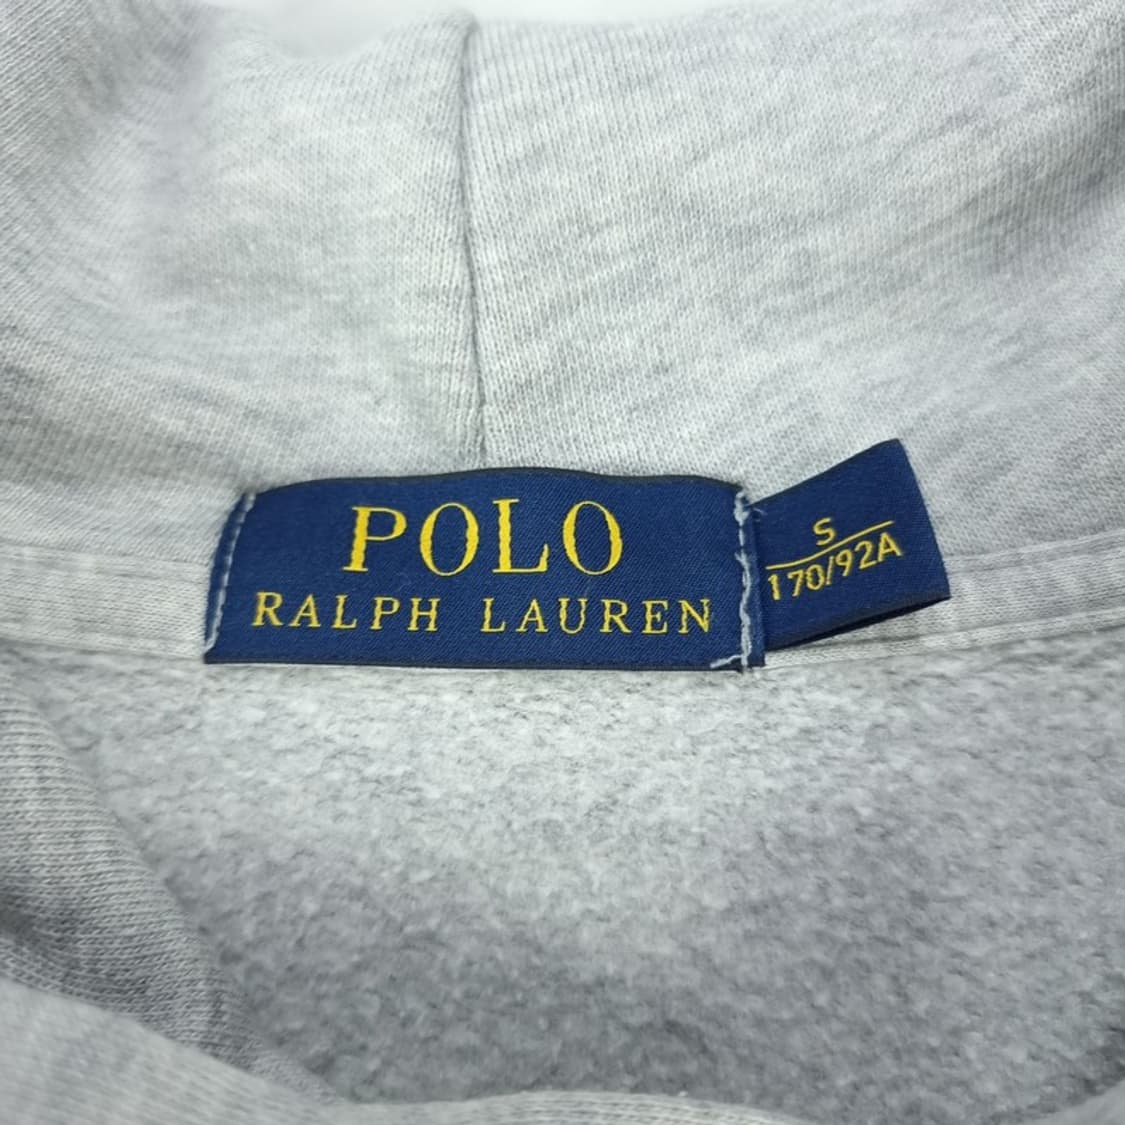 POLO
RALPH LAUREN
S
170/92A